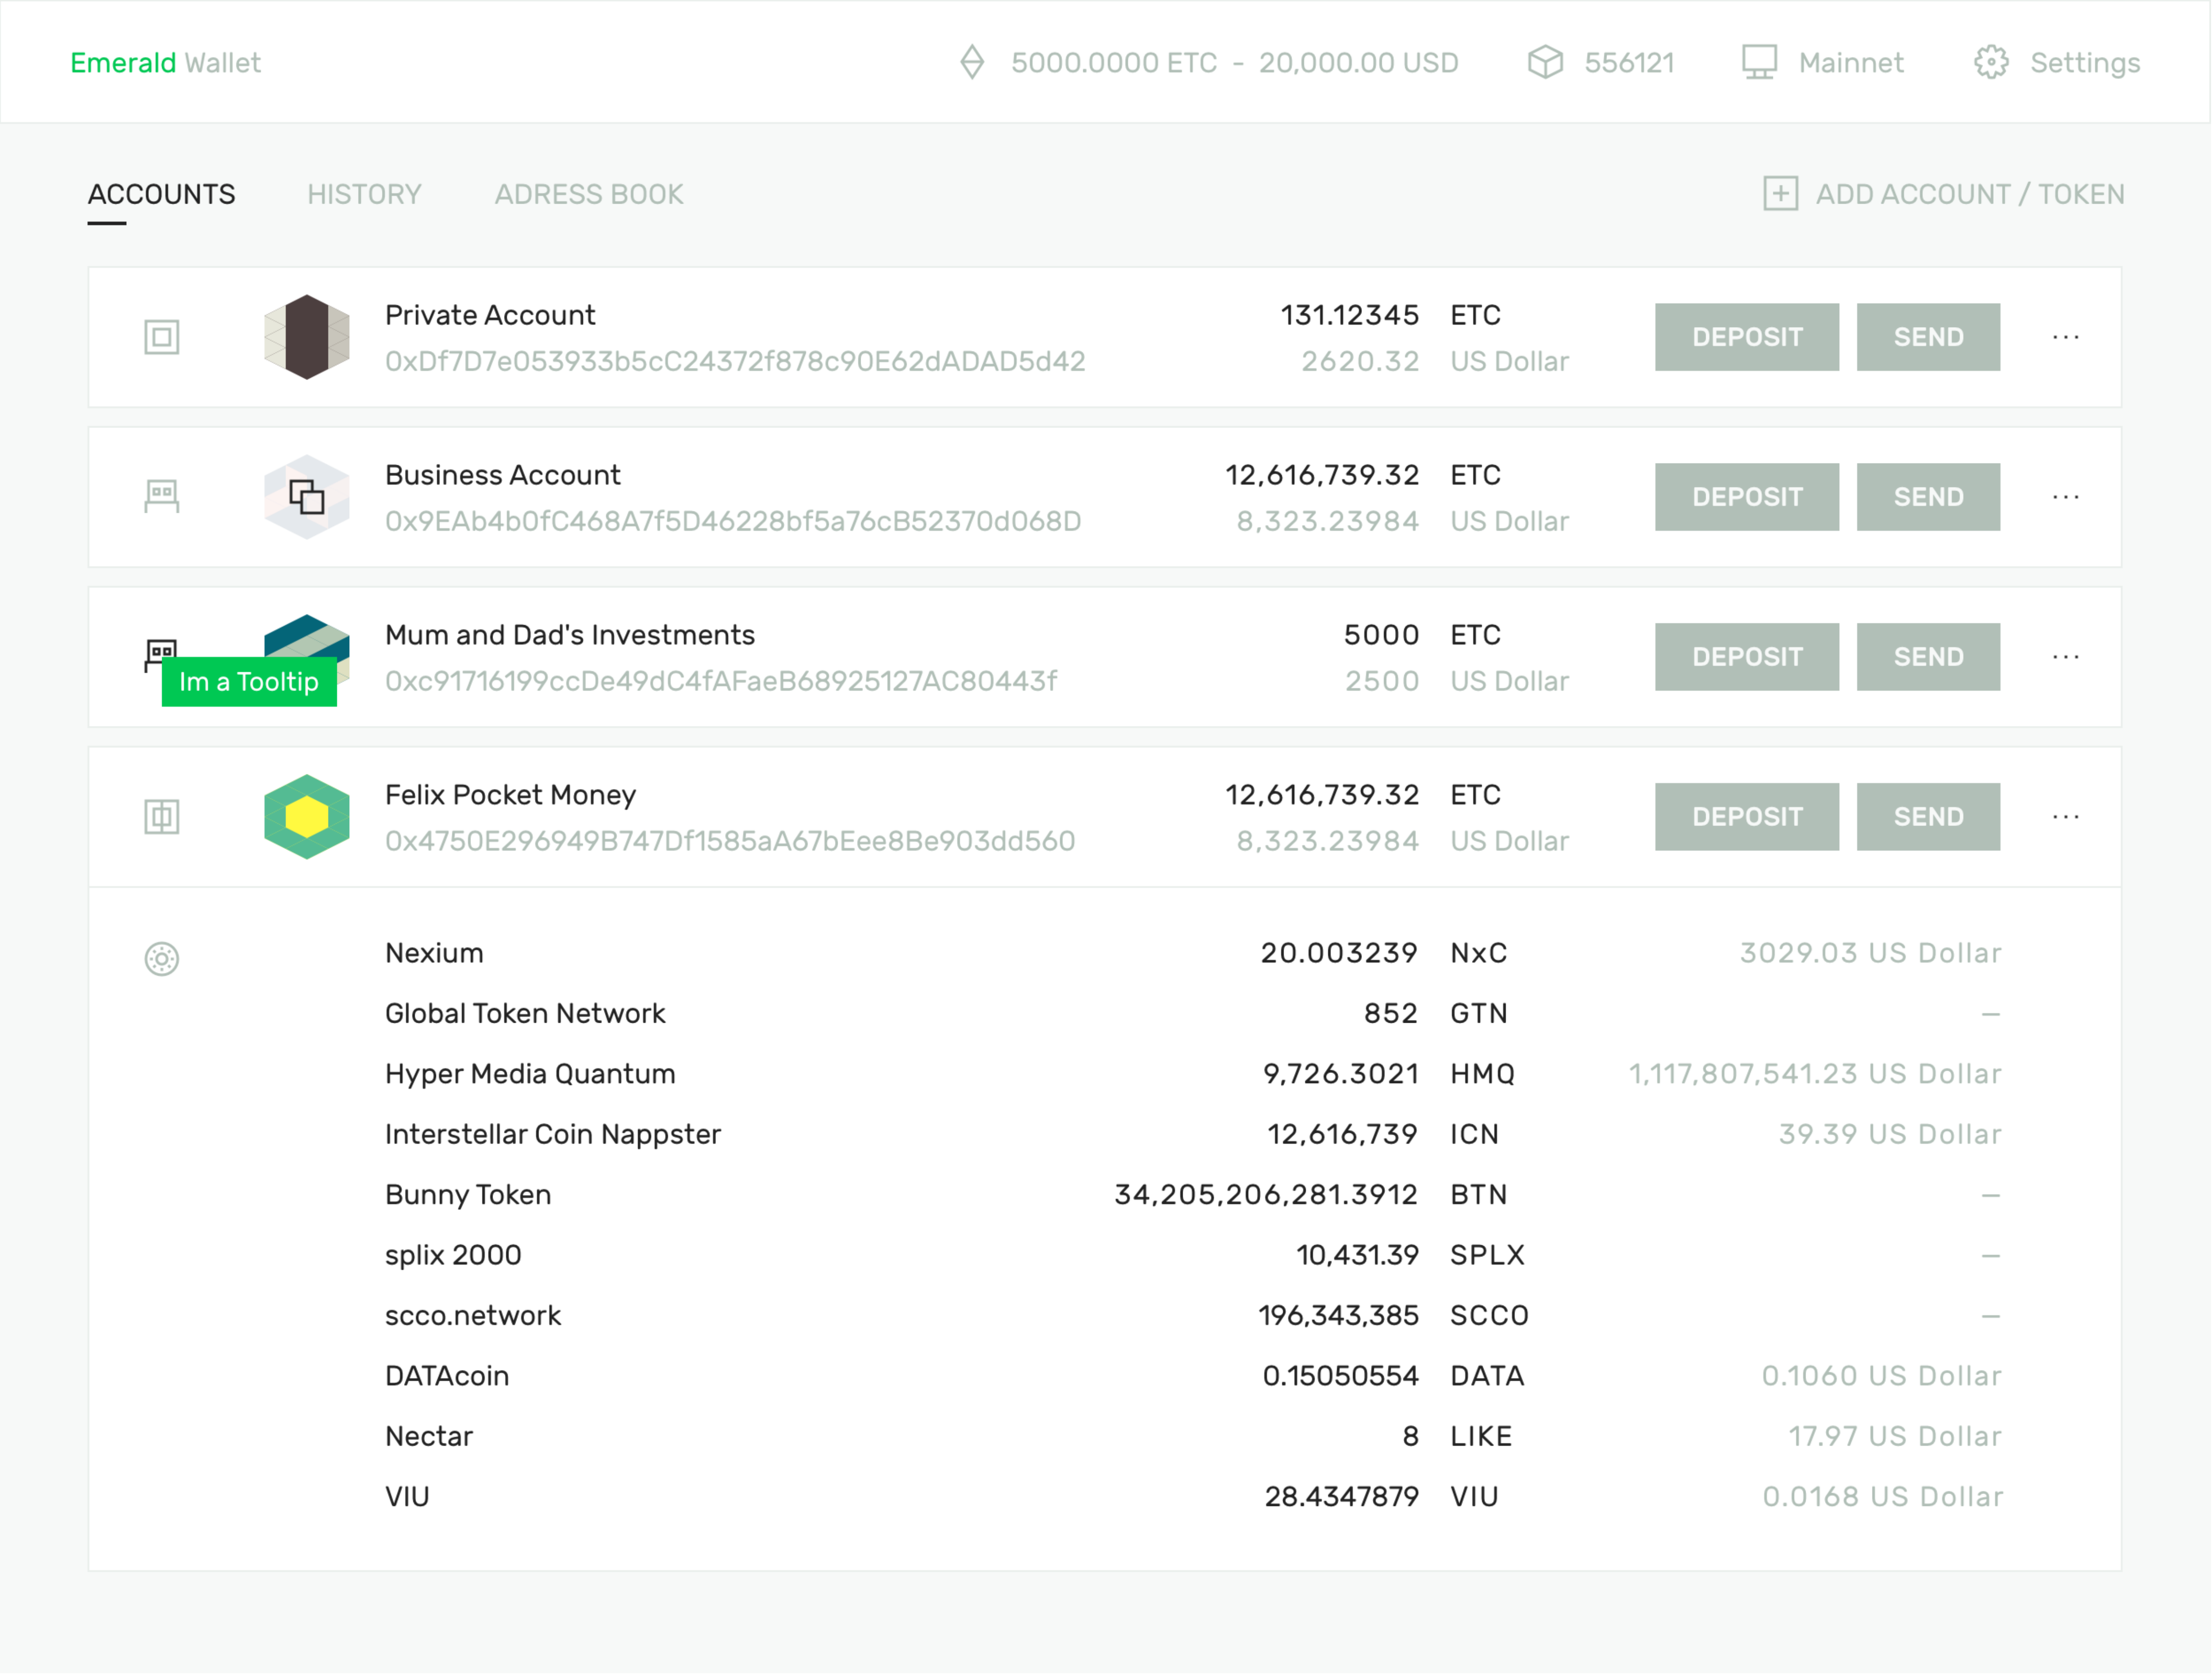 Emerald Wallet 5000.0000 ETC - 20,000.00 USD 556121 Mainnet Settings
ACCOUNTS HISTORY ADRESS BOOK ADD ACCOUNT / TOKEN
Private Account 131.12345 ETC DEPOSIT SEND ...
0xDf7D7e053933b5cC24372f878c90E62dADAD5d42 2620.32 US Dollar
Business Account 12,616,739.32 ETC DEPOSIT SEND ...
0x9EAb4b0fC468A7f5D46228bf5a76cB52370d068D 8,323.23984 US Dollar
Mum and Dad's Investments 5000 ETC DEPOSIT SEND ...
Im a Tooltip 0xc91716199ccDe49dC4fAFaeB68925127AC80443f 2500 US Dollar
Felix Pocket Money 12,616,739.32 ETC DEPOSIT SEND ...
0x4750E296949B747Df1585aA67bEee8Be903dd560 8,323.23984 US Dollar
Nexium 20.003239 NxC 3029.03 US Dollar
Global Token Network 852 GTN –
Hyper Media Quantum 9,726.3021 HMQ 1,117,807,541.23 US Dollar
Interstellar Coin Nappster 12,616,739 ICN 39.39 US Dollar
Bunny Token 34,205,206,281.3912 BTN –
splix 2000 10,431.39 SPLX –
scco.network 196,343,385 SCCO –
DATAcoin 0.15050554 DATA 0.1060 US Dollar
Nectar 8 LIKE 17.97 US Dollar
VIU 28.4347879 VIU 0.0168 US Dollar